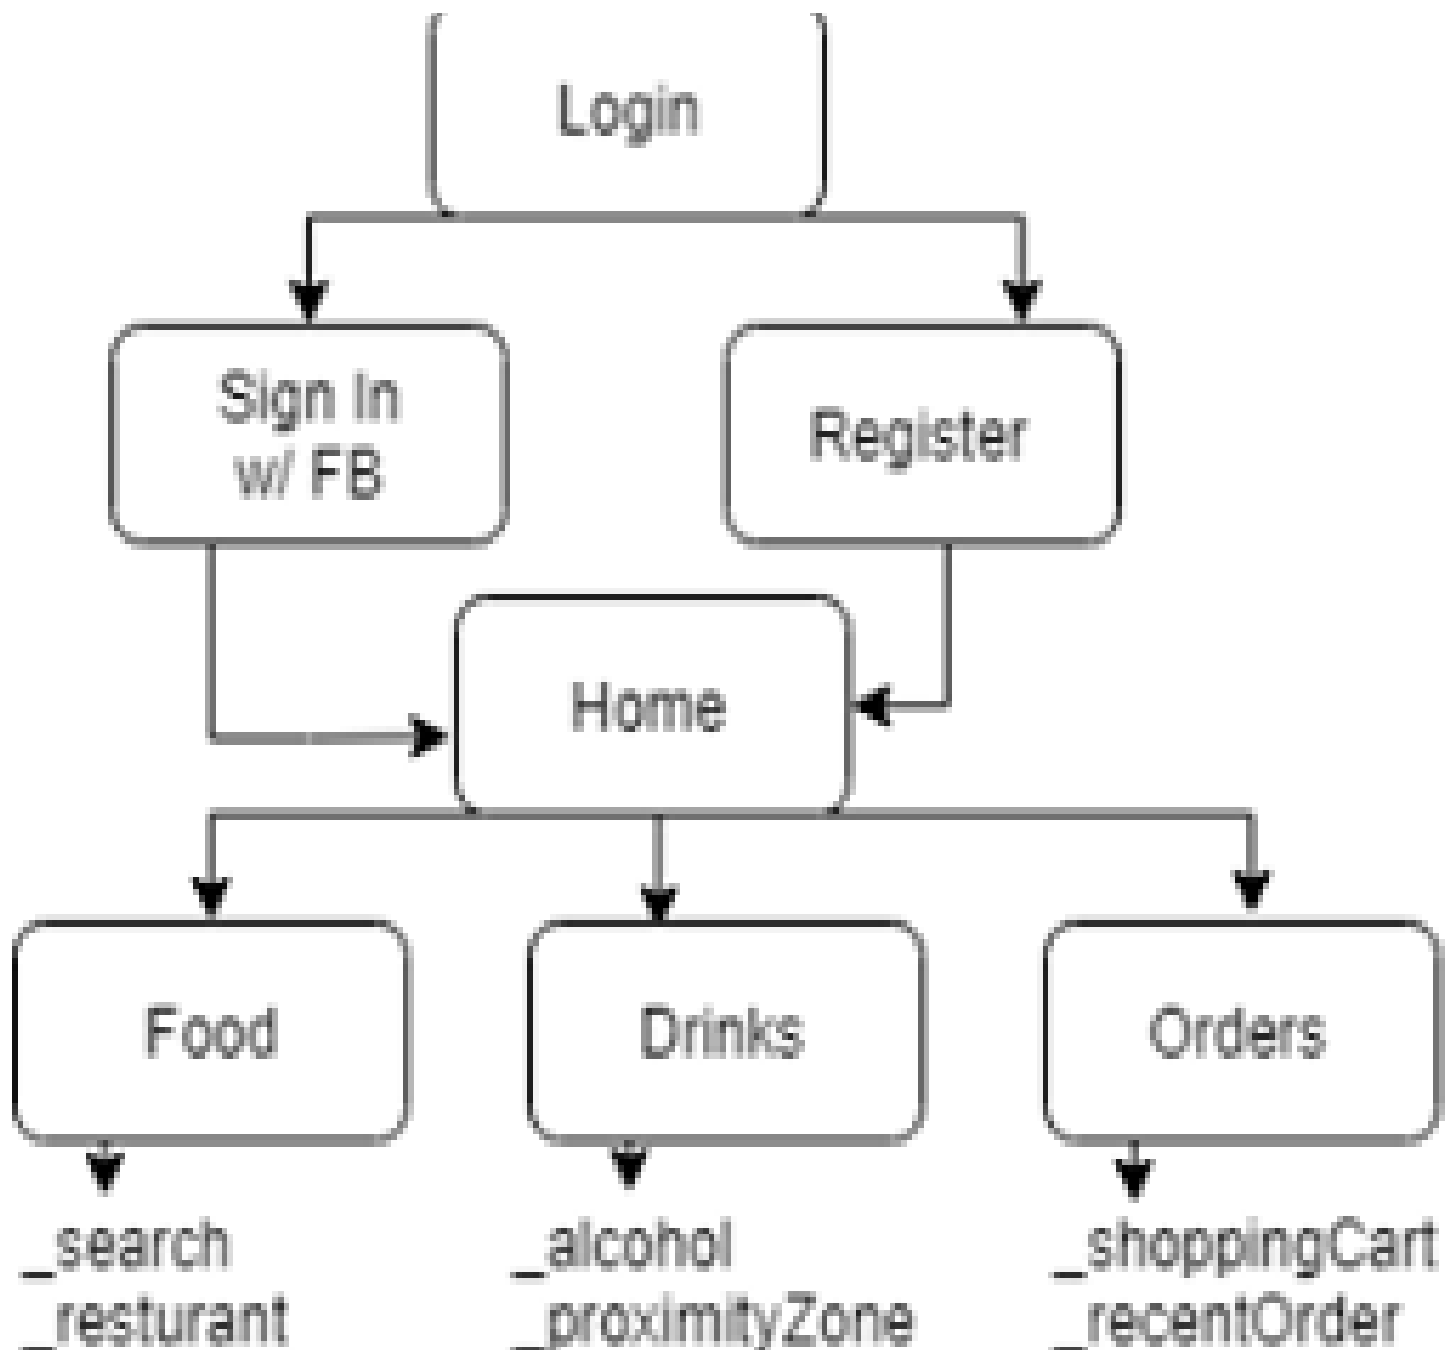 Login
Sign In
w/ FB
Register
Home
Food
Drinks
Orders
_search
_resturant
_alcohol
_proximityZone
_shoppingCart
_recentOrder